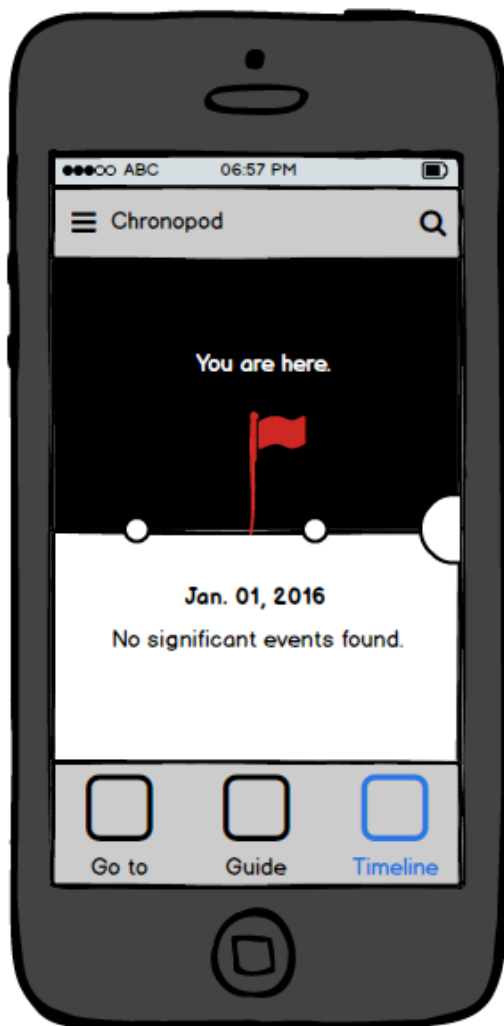 ABC 06:57 PM
Chronopod
You are here.
Jan. 01, 2016
No significant events found.
Go to Guide Timeline